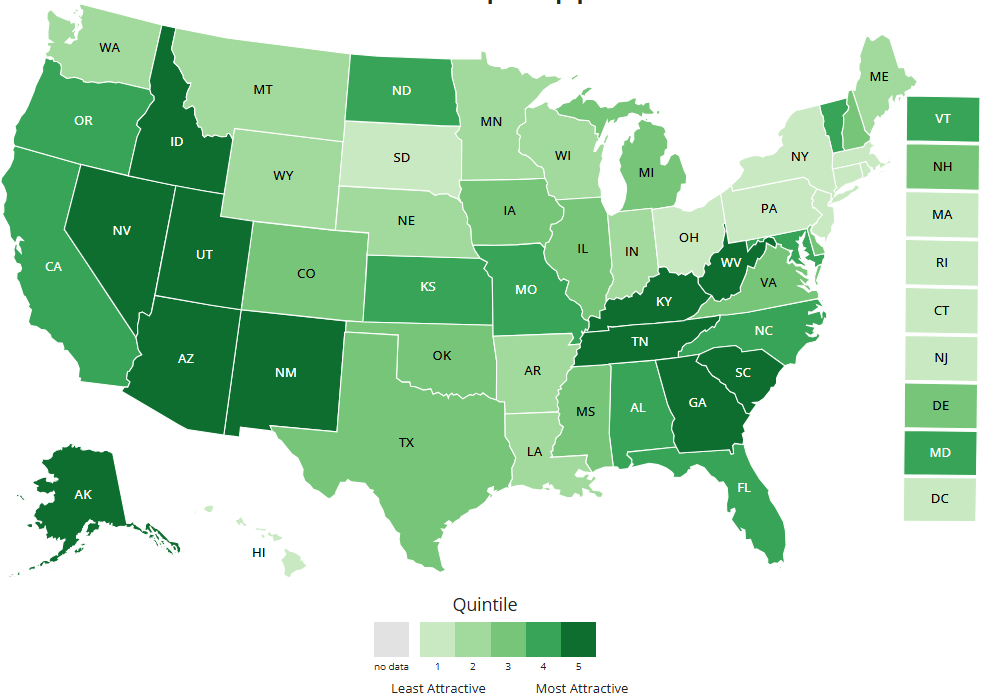 WA
MT
ND
MN
ME
OR
ID
SD
WI
MI
NY
VT
WY
NE
IA
PA
NH
NV
UT
CO
IL
IN
OH
MA
CA
KS
MO
WV
VA
RI
KY
CT
AZ
NM
OK
TN
NC
NJ
AR
SC
DE
TX
MS
AL
GA
MD
LA
FL
DC
AK
HI
Quintile
no data 1 2 3 4 5
Least Attractive Most Attractive